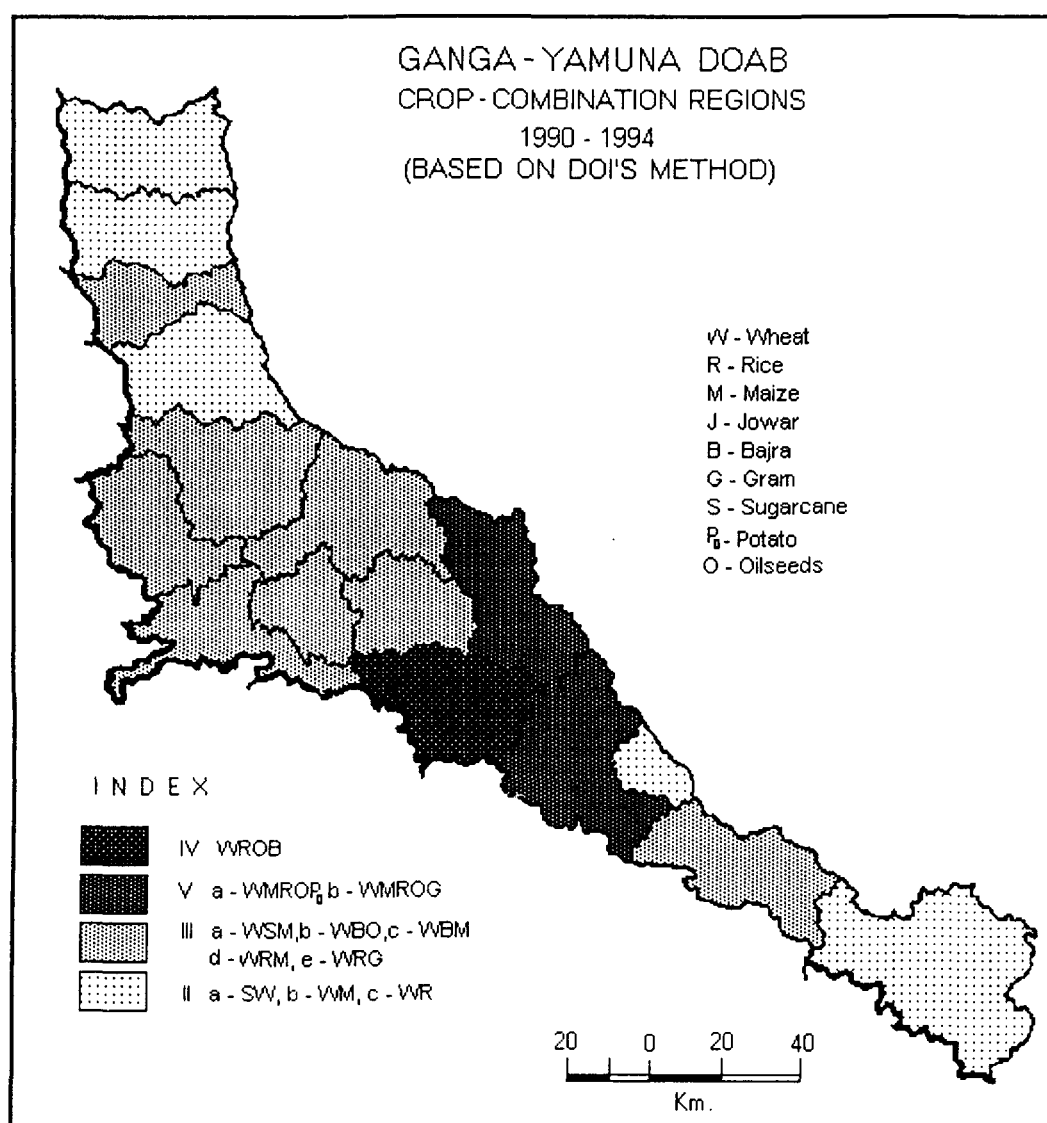 GANGA-YAMUNA DOAB
CROP-COMBINATION REGIONS
1990 - 1994
(BASED ON DOI'S METHOD)
W - Wheat
R - Rice
M - Maize
J - Jowar
B - Bajra
G - Gram
S - Sugarcane
P₀ - Potato
O - Oilseeds
INDEX
IV WROB
V a - WMROP₀ b - WMROG
III a - WSM, b - WBO, c - WBM
d - WRM, e - WRG
II a - SW, b - WM, c - WR
20 0 20 40
Km.